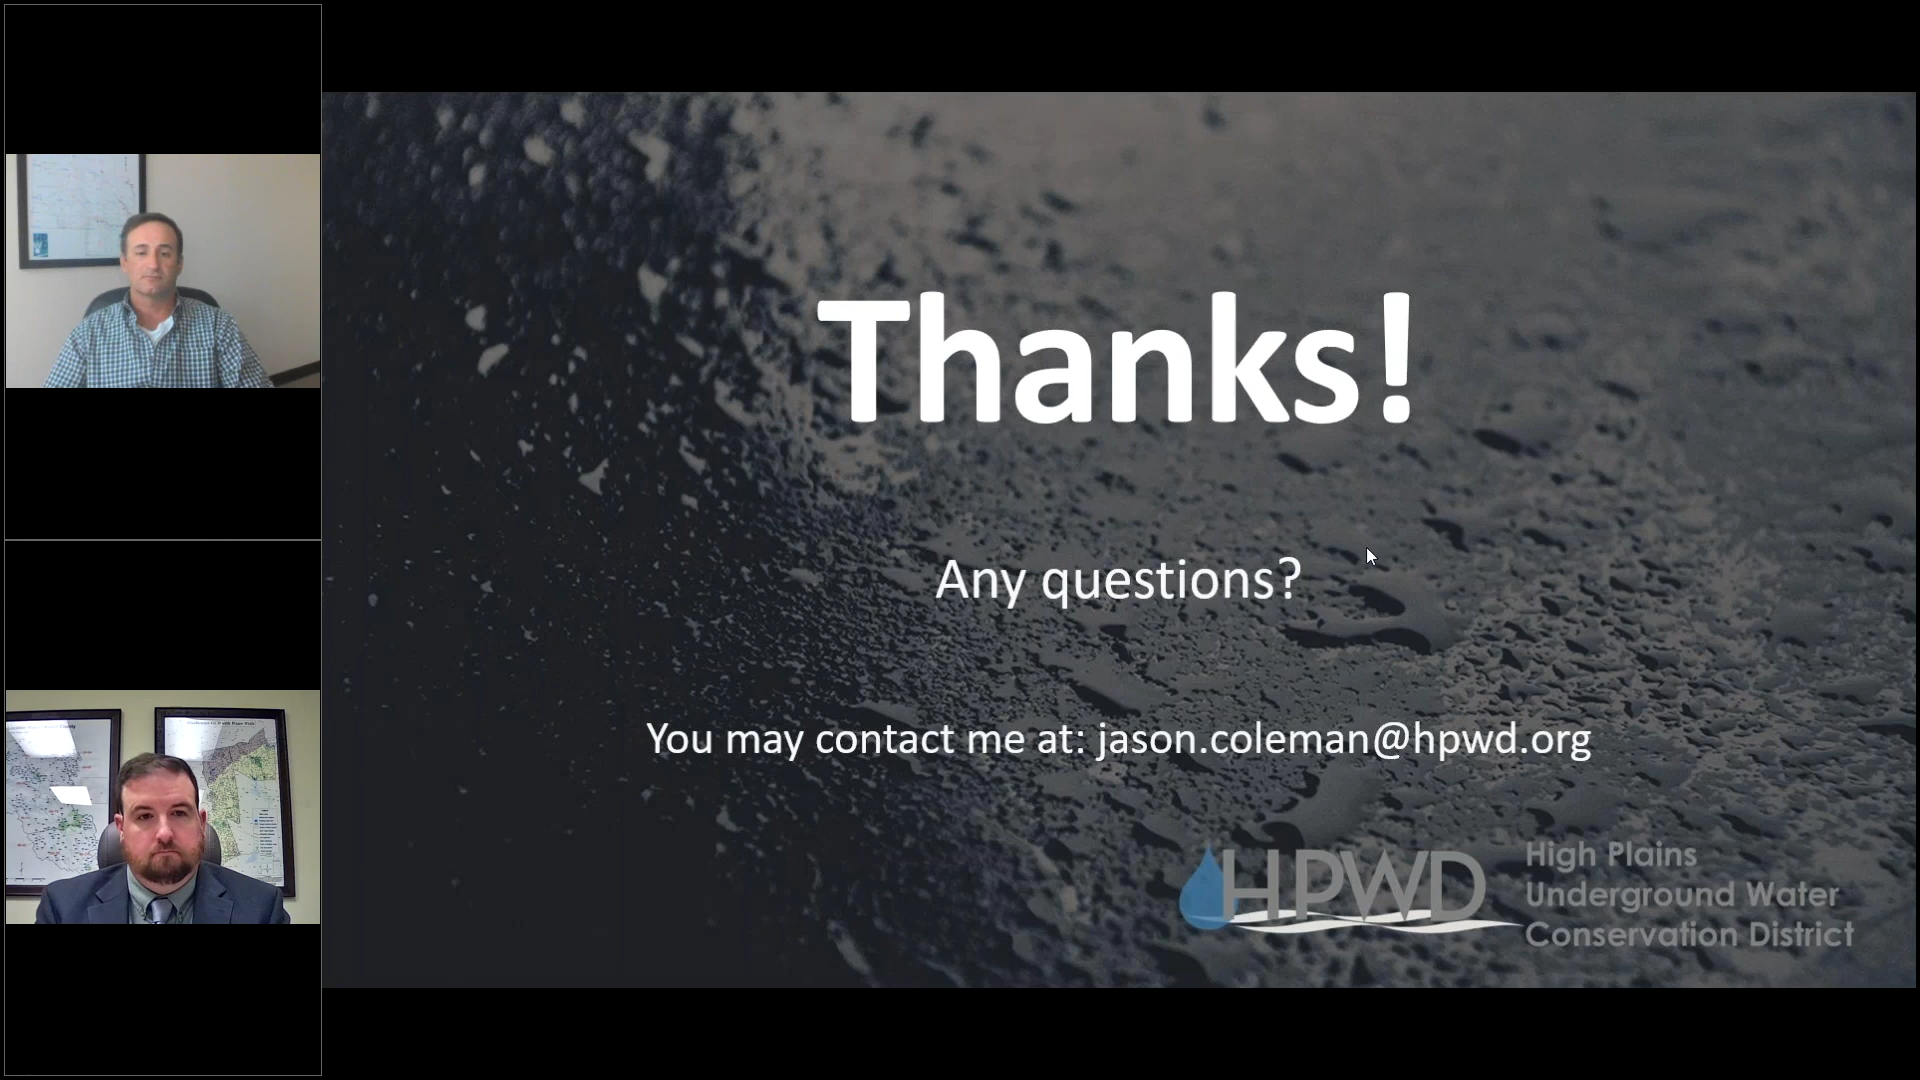 Thanks!
Any questions?
You may contact me at: jason.coleman@hpwd.org
HPWD
High Plains
Underground Water
Conservation District